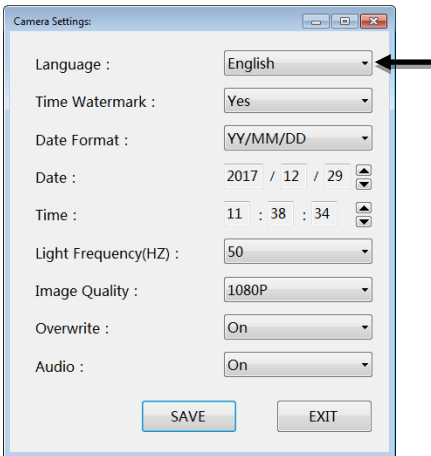 Camera Settings:
Language : English
Time Watermark : Yes
Date Format : YY/MM/DD
Date : 2017 / 12 / 29
Time : 11 : 38 : 34
Light Frequency(HZ) : 50
Image Quality : 1080P
Overwrite : On
Audio : On
SAVE EXIT